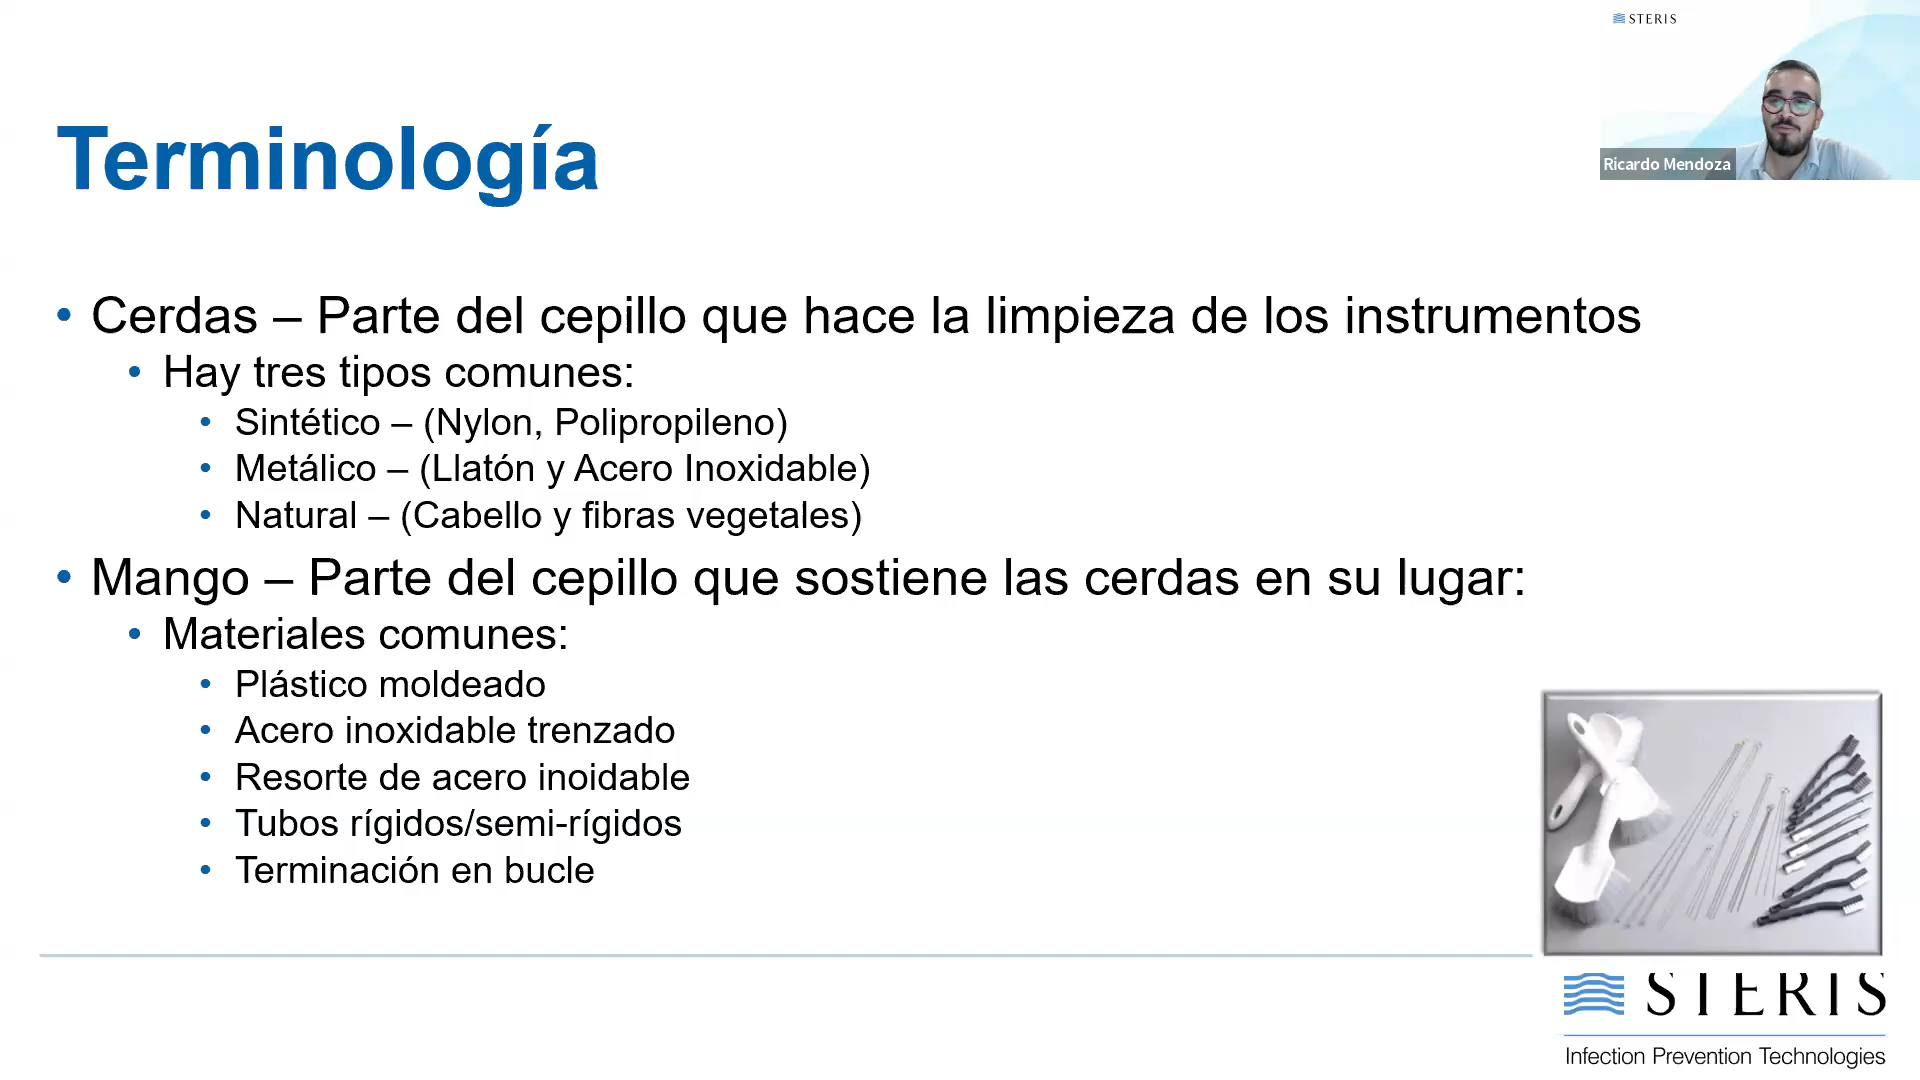 STERIS
Ricardo Mendoza
Terminología
• Cerdas – Parte del cepillo que hace la limpieza de los instrumentos
• Hay tres tipos comunes:
• Sintético – (Nylon, Polipropileno)
• Metálico – (Llatón y Acero Inoxidable)
• Natural – (Cabello y fibras vegetales)
• Mango – Parte del cepillo que sostiene las cerdas en su lugar:
• Materiales comunes:
• Plástico moldeado
• Acero inoxidable trenzado
• Resorte de acero inoidable
• Tubos rígidos/semi-rígidos
• Terminación en bucle
STERIS
Infection Prevention Technologies